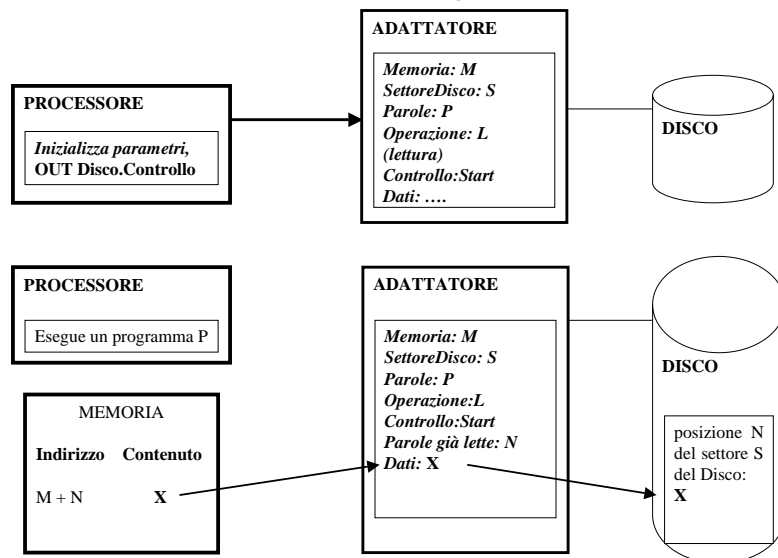 ADATTATORE
Memoria: M
SettoreDisco: S
Parole: P
Operazione: L
(lettura)
Controllo:Start
Dati: ….
PROCESSORE
Inizializza parametri,
OUT Disco.Controllo
DISCO
PROCESSORE
Esegue un programma P
ADATTATORE
Memoria: M
SettoreDisco: S
Parole: P
Operazione:L
Controllo:Start
Parole già lette: N
Dati: X
DISCO
posizione N
del settore S
del Disco:
X
MEMORIA
Indirizzo Contenuto
M + N X